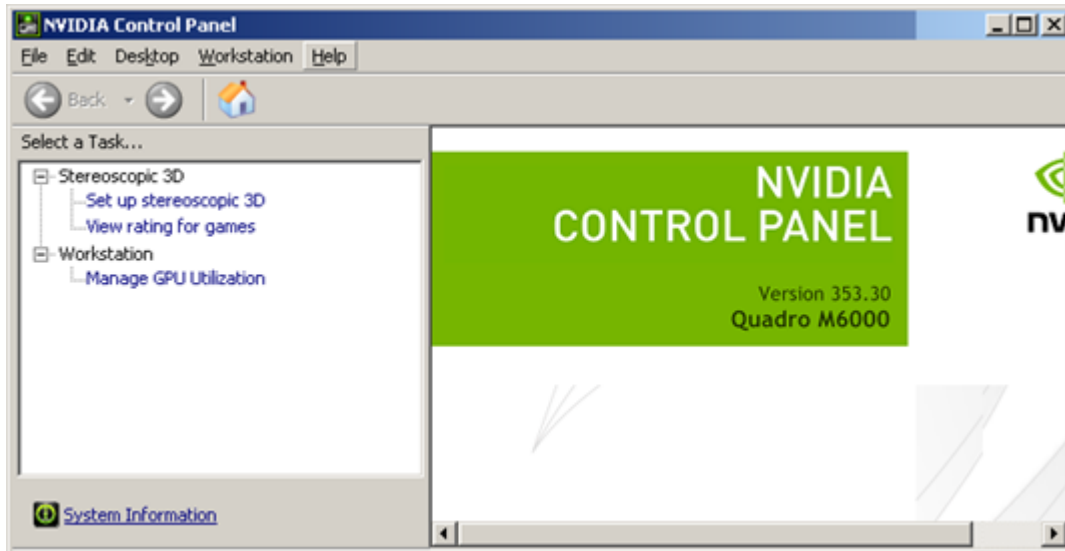 NVIDIA Control Panel
File Edit Desktop Workstation Help
Back
Select a Task...
Stereoscopic 3D
Set up stereoscopic 3D
View rating for games
Workstation
Manage GPU Utilization
System Information
NVIDIA
CONTROL PANEL
Version 353.30
Quadro M6000